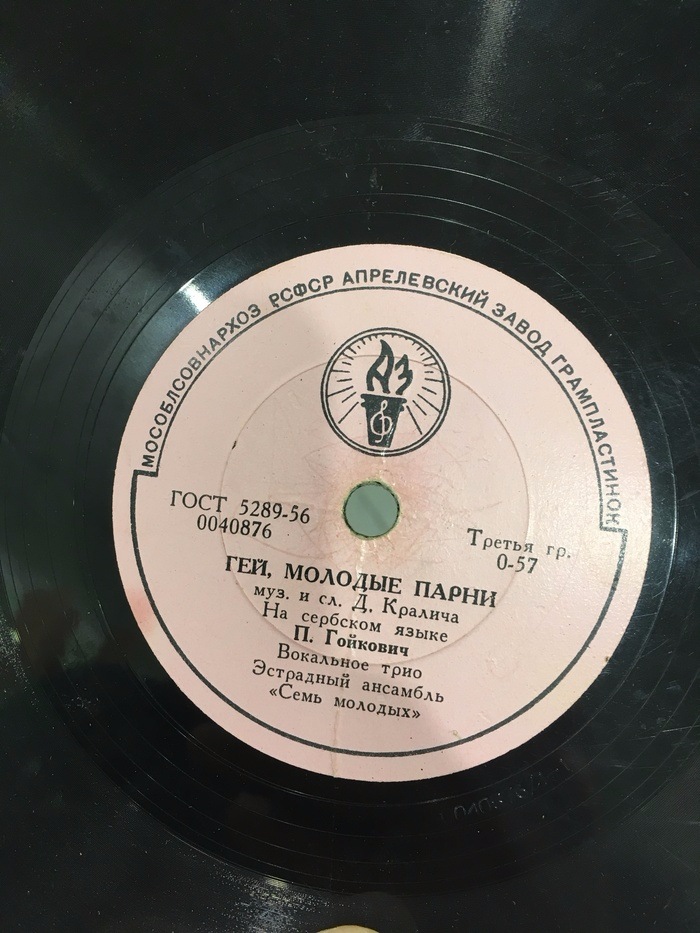 МОСОБЛСОВНАРХОЗ РСФСР АПРЕЛЕВСКИЙ ЗАВОД ГРАМПЛАСТИНОК
АЗ
ГОСТ 5289-56
0040876
Третья гр.
0-57
ГЕЙ, МОЛОДЫЕ ПАРНИ
муз. и сл. Д. Кралича
На сербском языке
П. Гойкович
Вокальное трио
Эстрадный ансамбль
«Семь молодых»